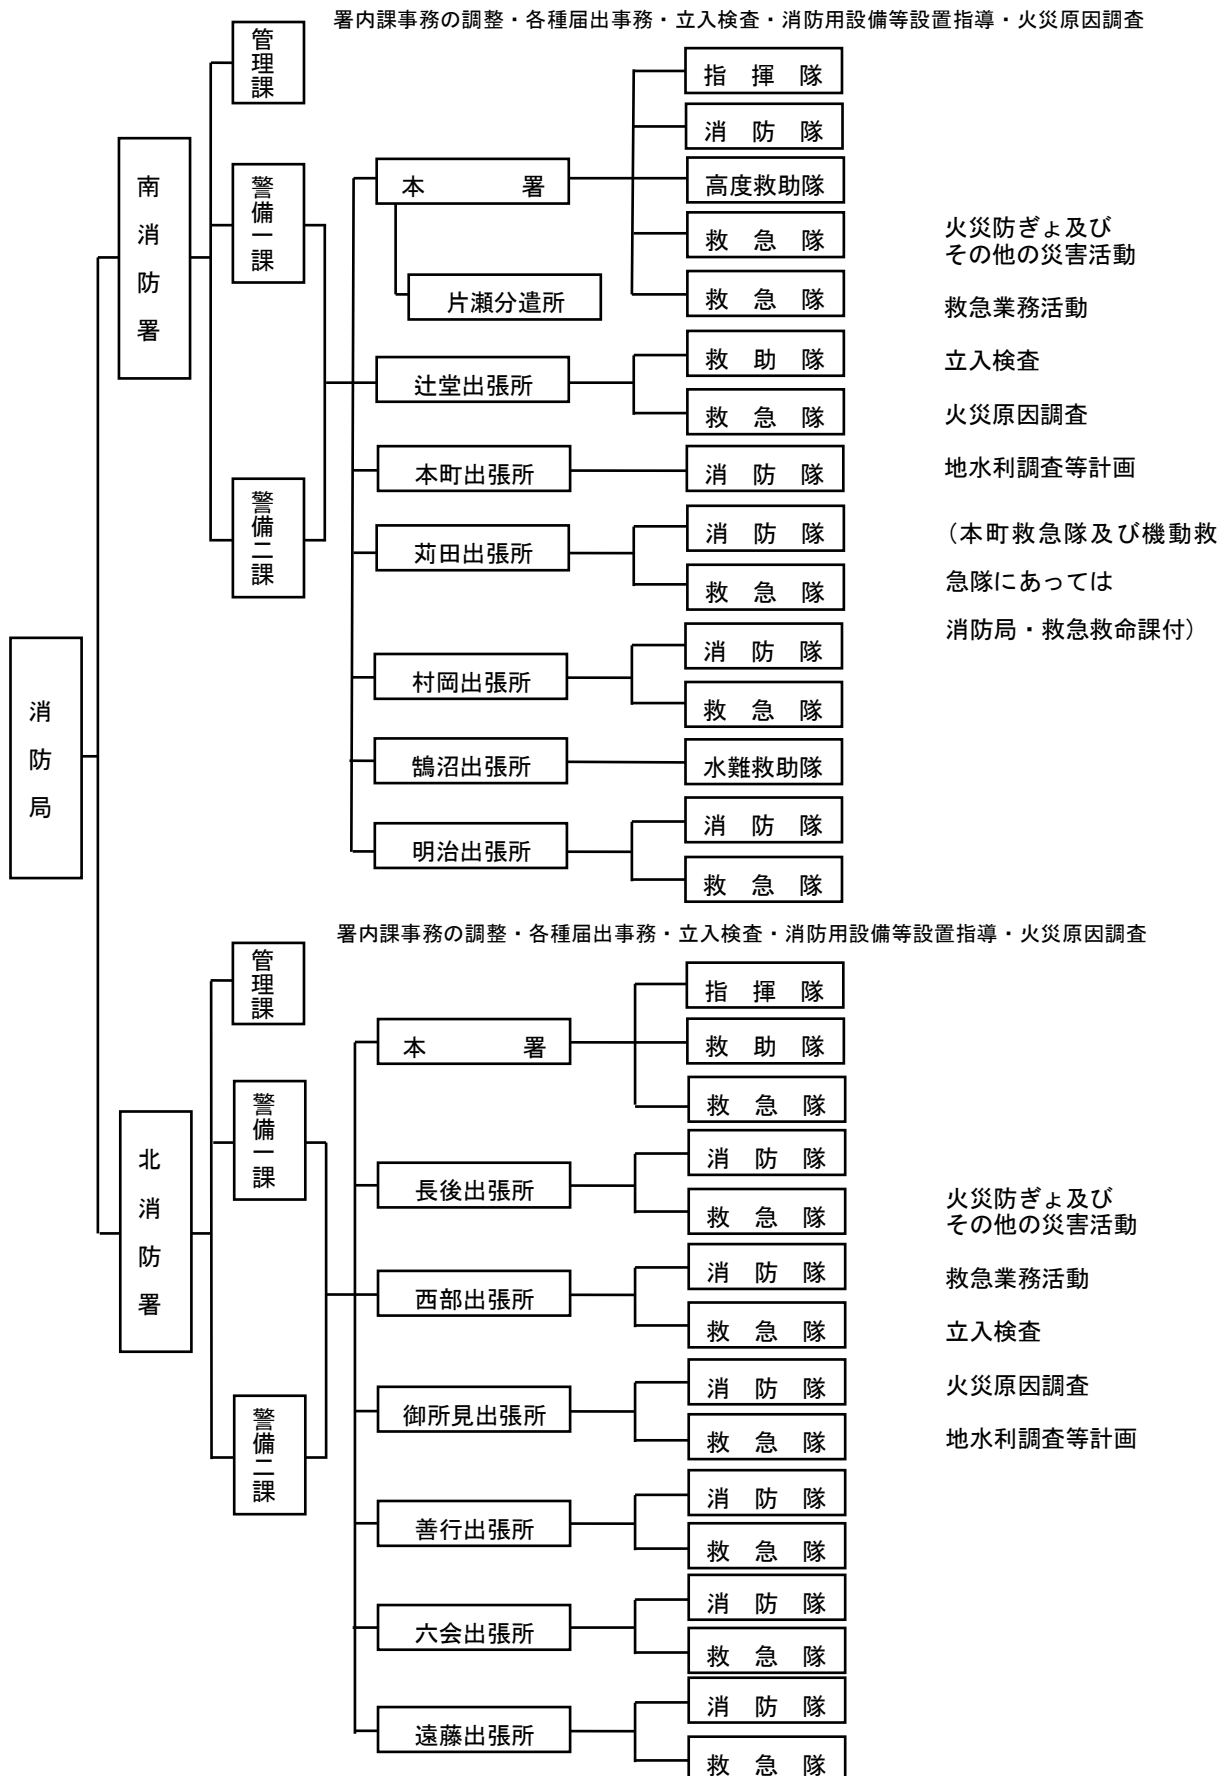 署内課事務の調整・各種届出事務・立入検査・消防用設備等設置指導・火災原因調査
消防局
南消防署
管理課
警備一課
警備二課
本署
指揮隊
消防隊
高度救助隊
救急隊
救急隊
片瀬分遣所
辻堂出張所
救助隊
救急隊
本町出張所
消防隊
苅田出張所
消防隊
救急隊
村岡出張所
消防隊
救急隊
鵠沼出張所
水難救助隊
明治出張所
消防隊
救急隊
火災防ぎょ及び
その他の災害活動
救急業務活動
立入検査
火災原因調査
地水利調査等計画
（本町救急隊及び機動救
急隊にあっては
消防局・救急救命課付）
署内課事務の調整・各種届出事務・立入検査・消防用設備等設置指導・火災原因調査
北消防署
管理課
警備一課
警備二課
本署
指揮隊
救助隊
救急隊
長後出張所
消防隊
救急隊
西部出張所
消防隊
救急隊
御所見出張所
消防隊
救急隊
善行出張所
消防隊
救急隊
六会出張所
消防隊
救急隊
遠藤出張所
消防隊
救急隊
火災防ぎょ及び
その他の災害活動
救急業務活動
立入検査
火災原因調査
地水利調査等計画